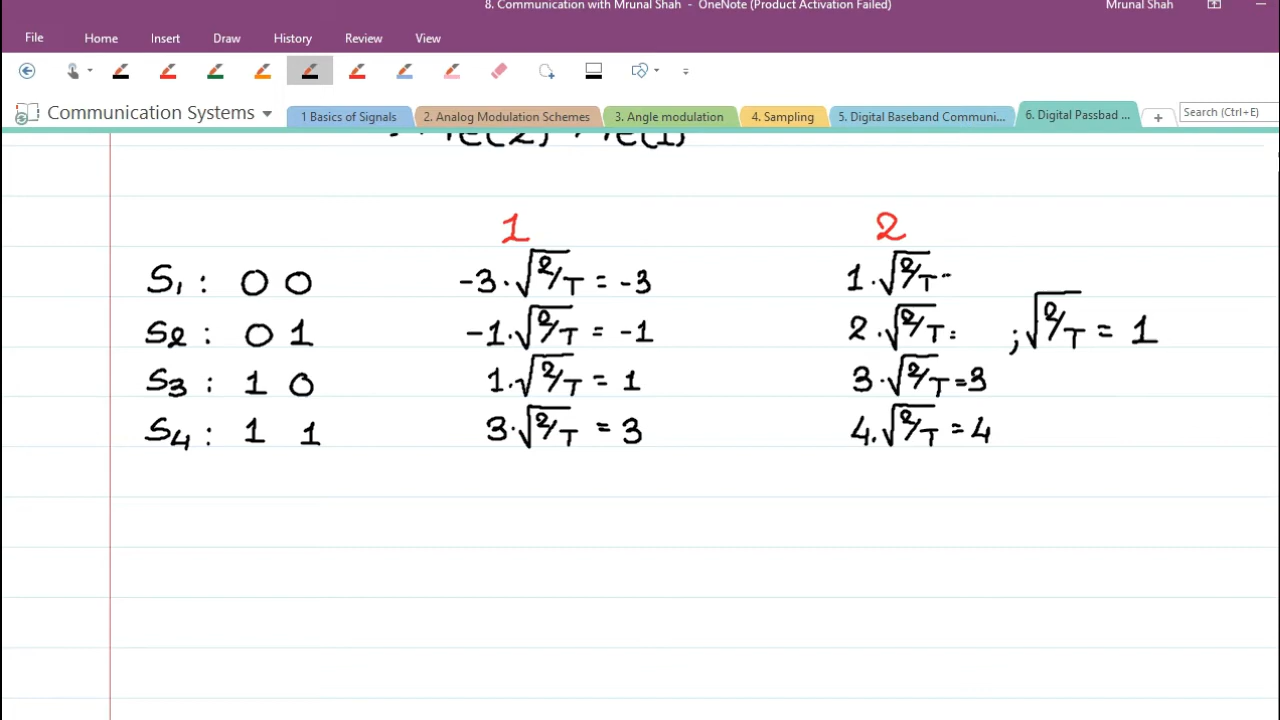 8. Communication with Mrunal Shah - OneNote (Product Activation Failed) Mrunal Shah
File Home Insert Draw History Review View
Communication Systems 1 Basics of Signals 2. Analog Modulation Schemes 3. Angle modulation 4. Sampling 5. Digital Baseband Communi... 6. Digital Passbad ... + Search (Ctrl+E)
1 2
S₁ : 0 0 -3·√2/T = -3 1·√2/T -
S2 : 0 1 -1·√2/T = -1 2·√2/T = ; √2/T = 1
S3 : 1 0 1·√2/T = 1 3·√2/T = 3
S4 : 1 1 3·√2/T = 3 4.√2/T = 4